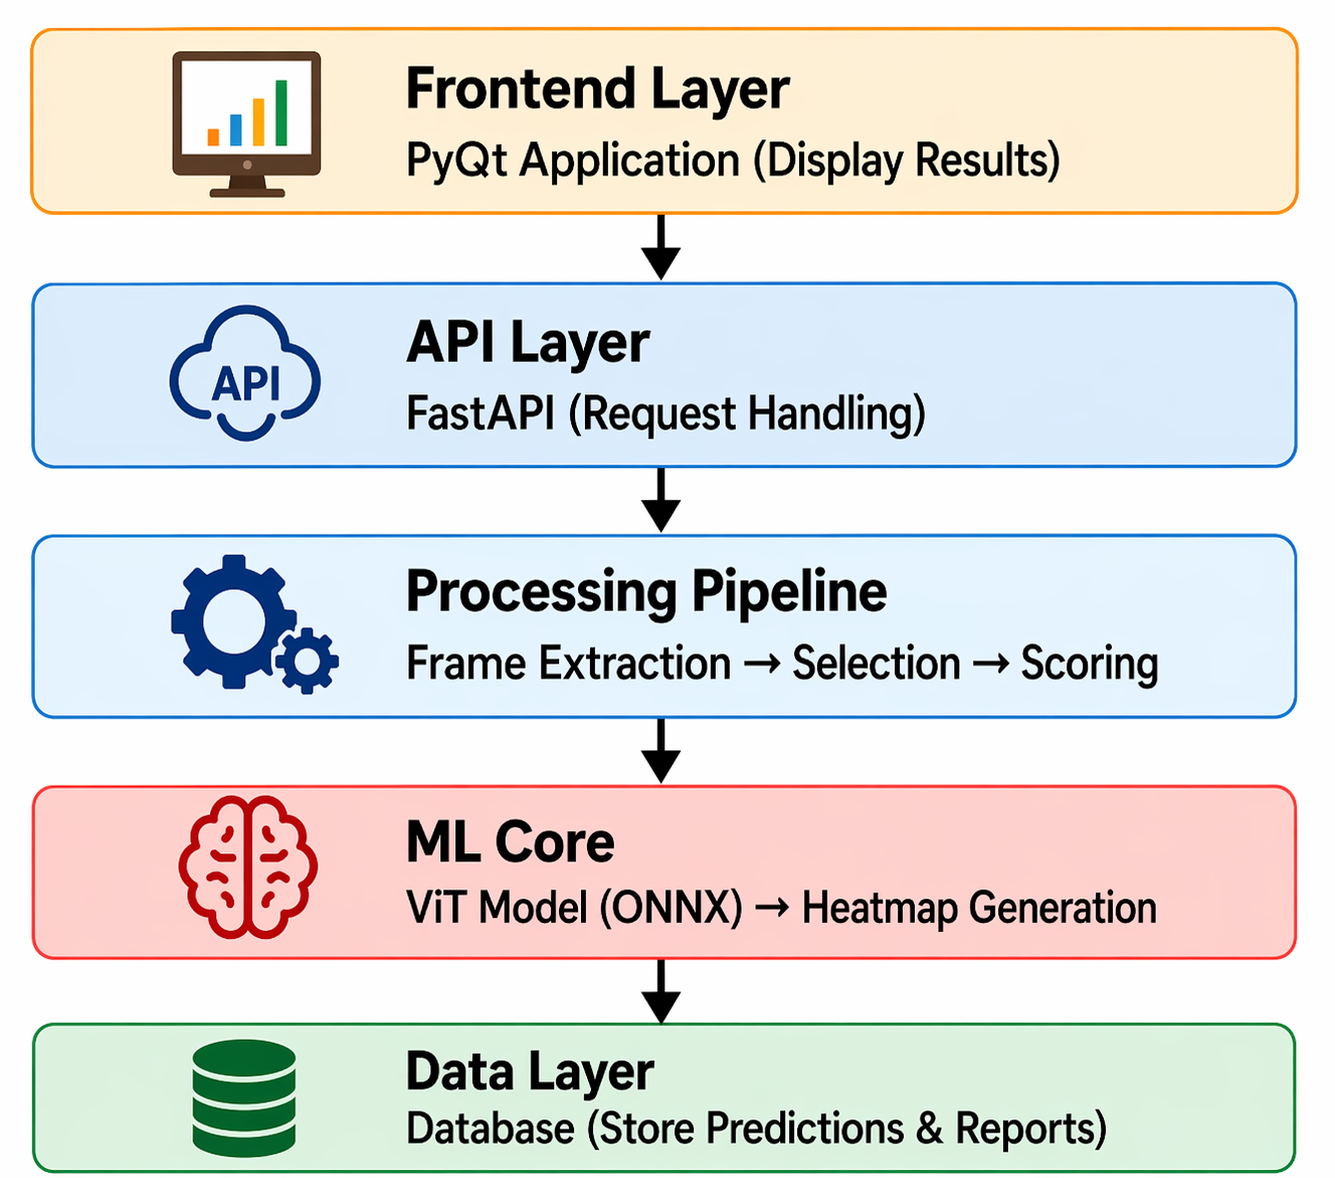 Frontend Layer
PyQt Application (Display Results)
API
API Layer
FastAPI (Request Handling)
Processing Pipeline
Frame Extraction → Selection → Scoring
ML Core
ViT Model (ONNX) → Heatmap Generation
Data Layer
Database (Store Predictions & Reports)